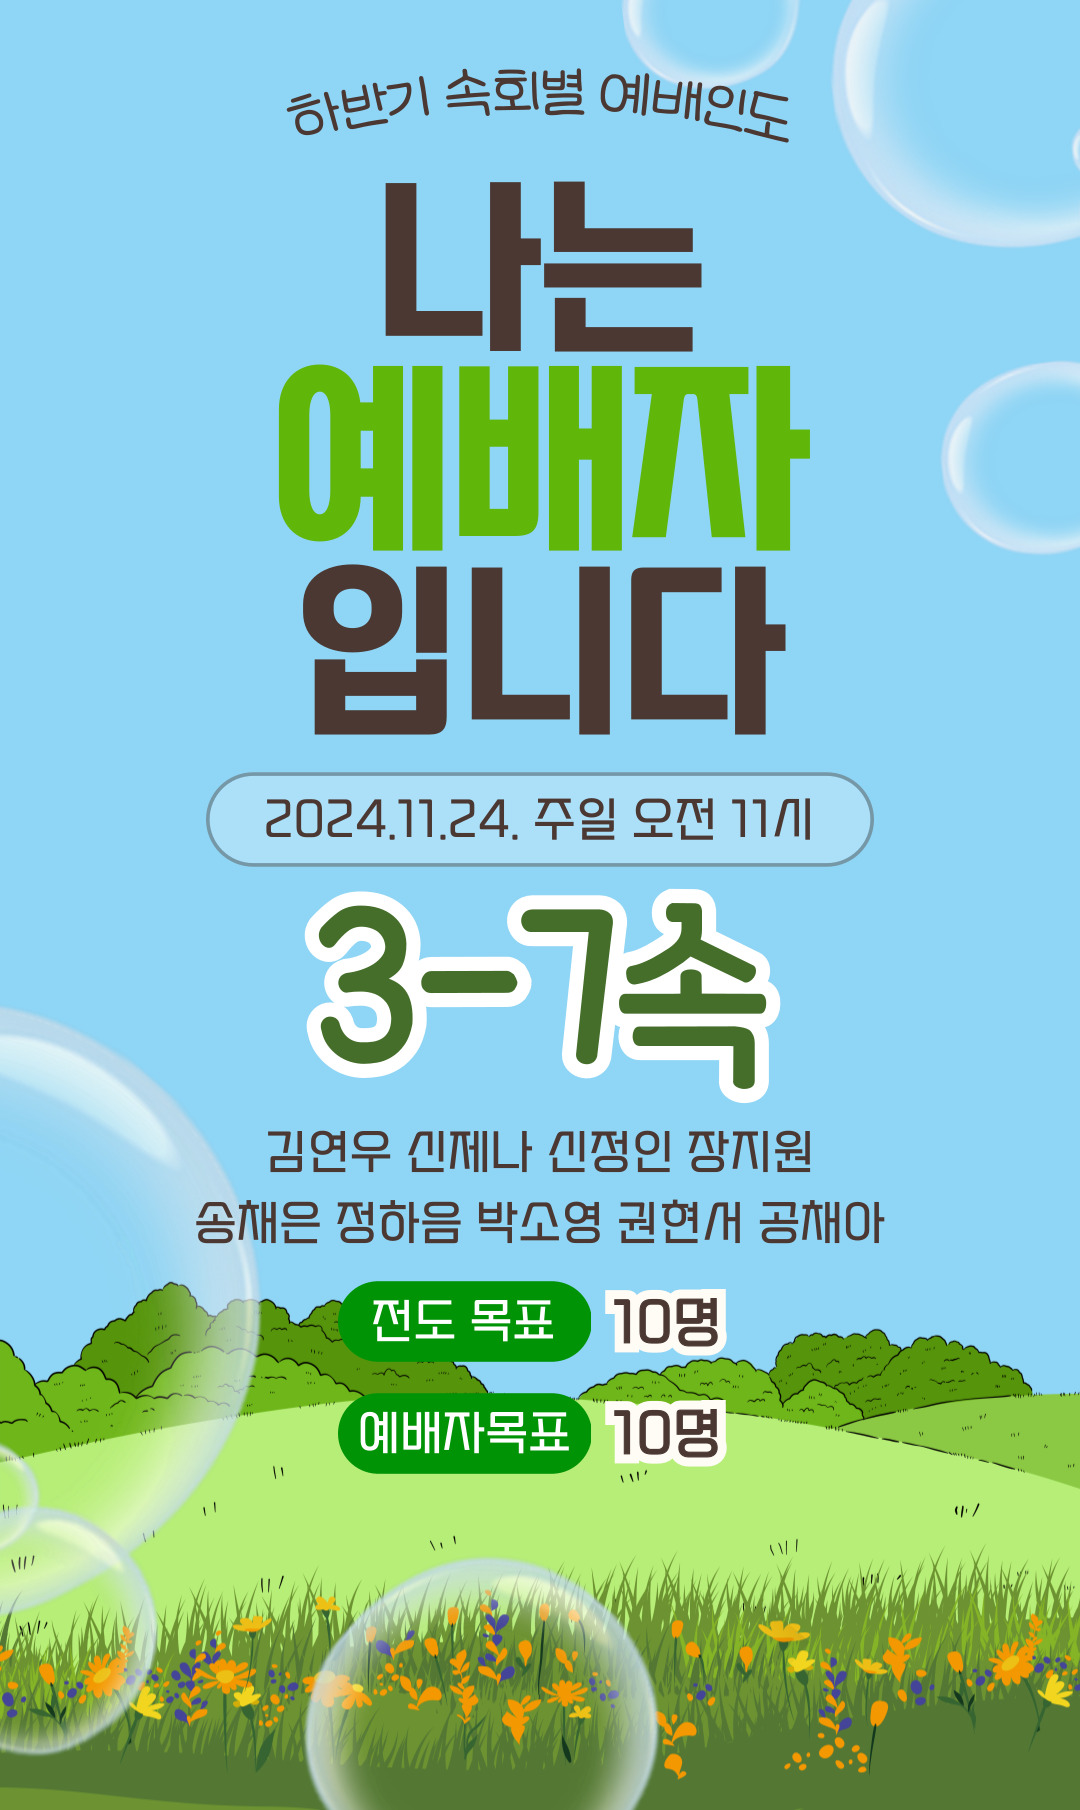 하반기 속회별 예배인도
나는
예배자
입니다
2024.11.24. 주일 오전 11시
3-7속
김연우 신제나 신정인 장지원
송채은 정하음 박소영 권현서 공채아
전도 목표 10명
예배자목표 10명